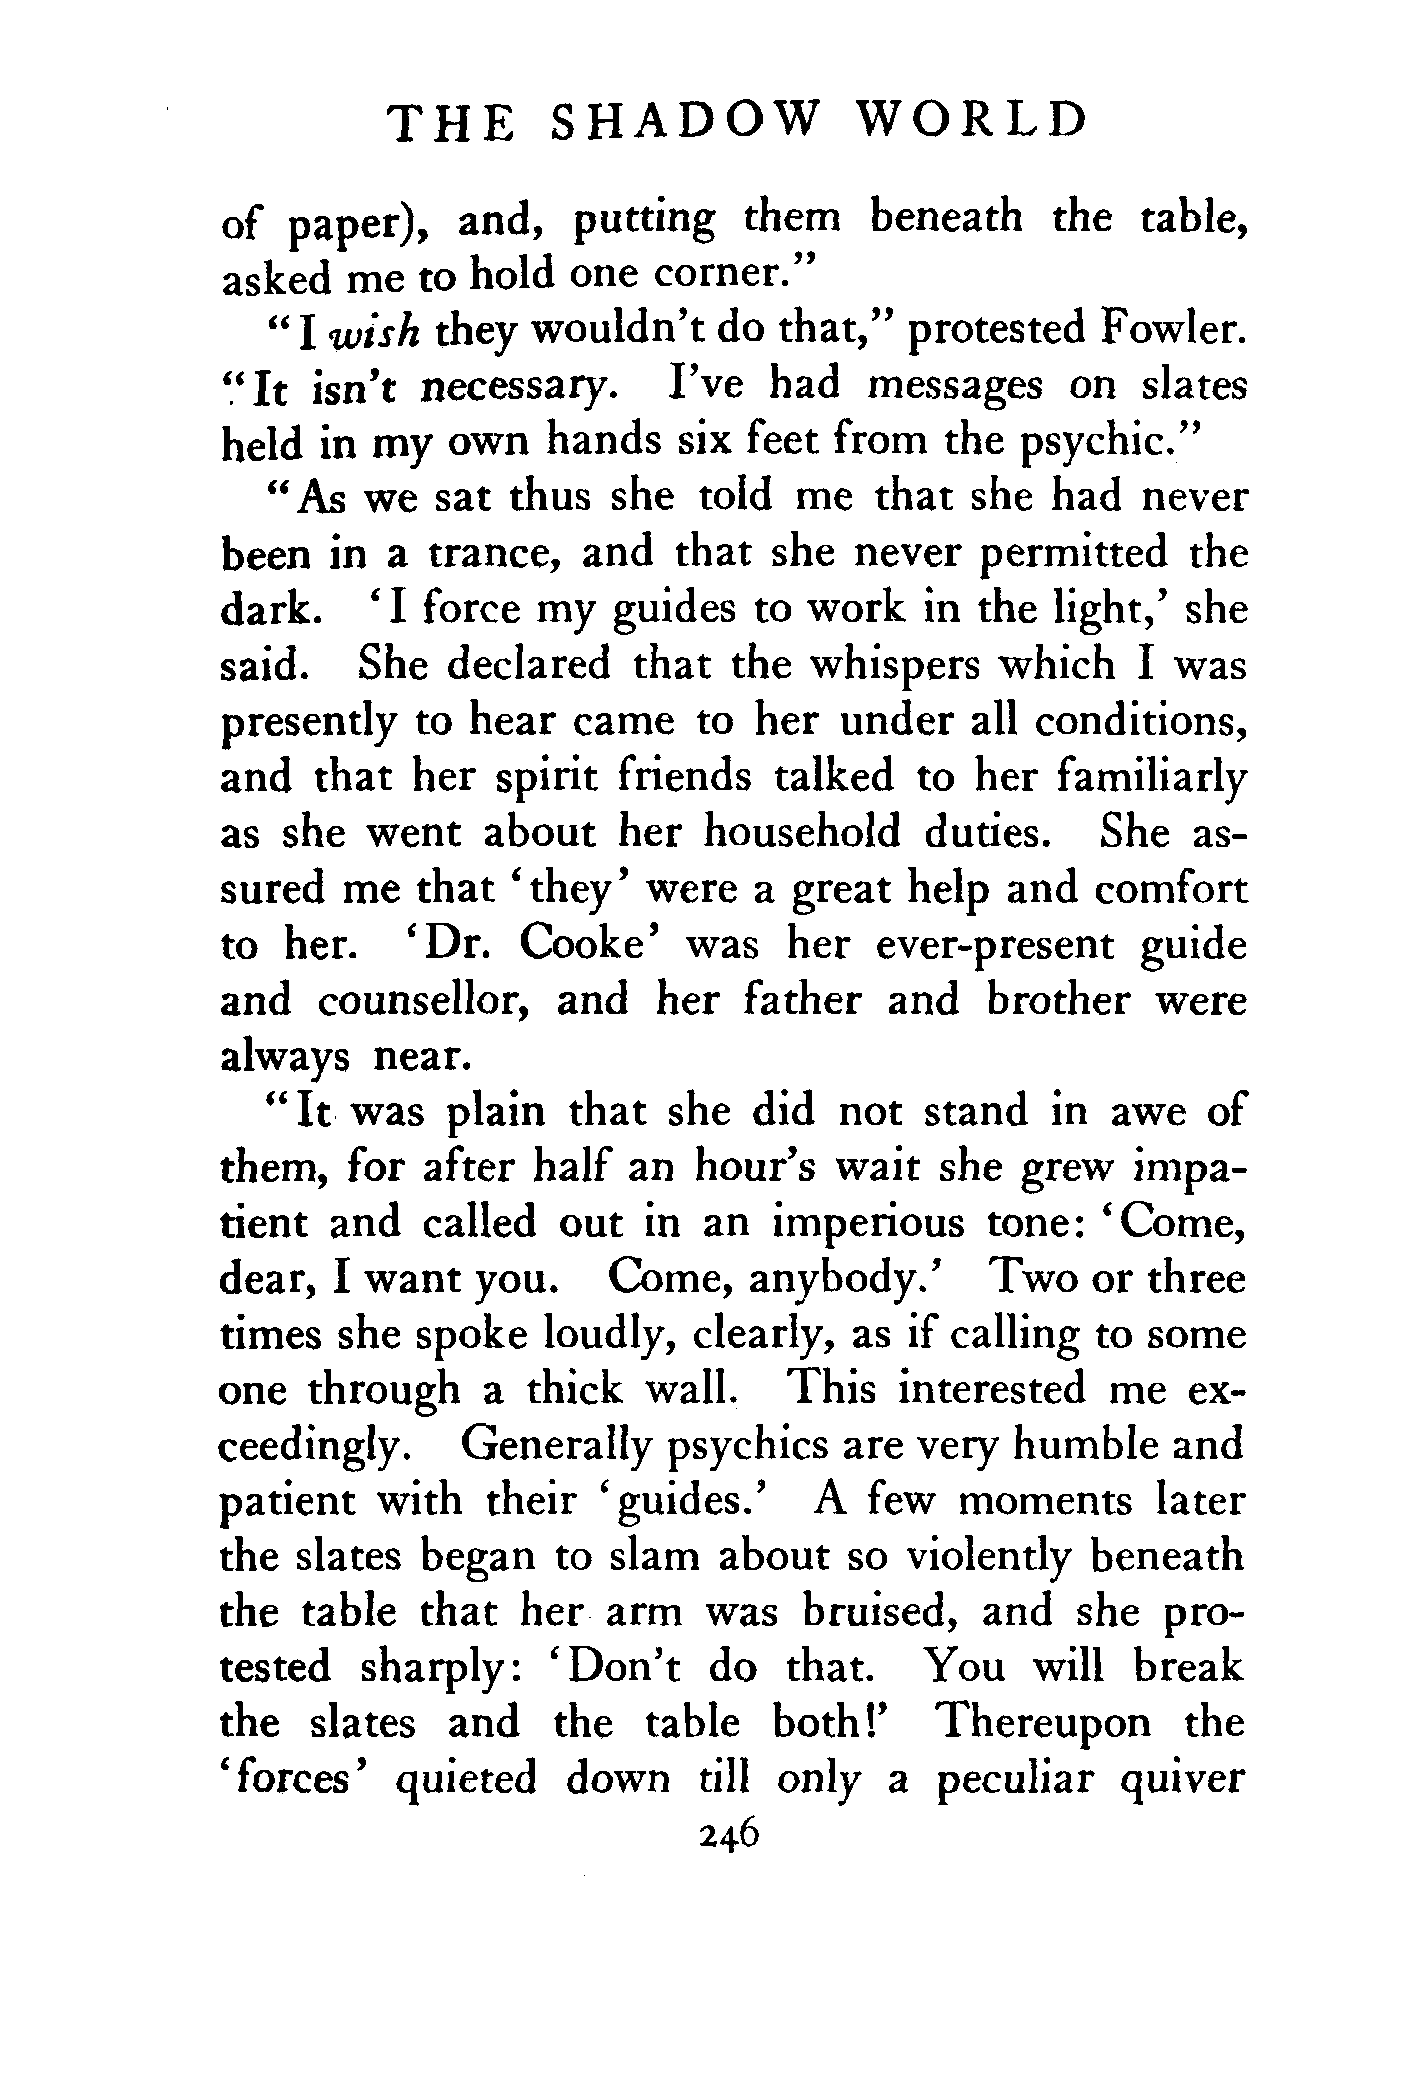 THE SHADOW WORLD
of paper), and, putting them beneath the table,
asked me to hold one corner.”
“I wish they wouldn’t do that,” protested Fowler.
“It isn’t necessary. I’ve had messages on slates
held in my own hands six feet from the psychic.”
“As we sat thus she told me that she had never
been in a trance, and that she never permitted the
dark. ‘I force my guides to work in the light,’ she
said. She declared that the whispers which I was
presently to hear came to her under all conditions,
and that her spirit friends talked to her familiarly
as she went about her household duties. She as-
sured me that ‘they’ were a great help and comfort
to her. ‘Dr. Cooke’ was her ever-present guide
and counsellor, and her father and brother were
always near.
“It was plain that she did not stand in awe of
them, for after half an hour’s wait she grew impa-
tient and called out in an imperious tone: ‘Come,
dear, I want you. Come, anybody.’ Two or three
times she spoke loudly, clearly, as if calling to some
one through a thick wall. This interested me ex-
ceedingly. Generally psychics are very humble and
patient with their ‘guides.’ A few moments later
the slates began to slam about so violently beneath
the table that her arm was bruised, and she pro-
tested sharply: ‘Don’t do that. You will break
the slates and the table both!’ Thereupon the
‘forces’ quieted down till only a peculiar quiver
246